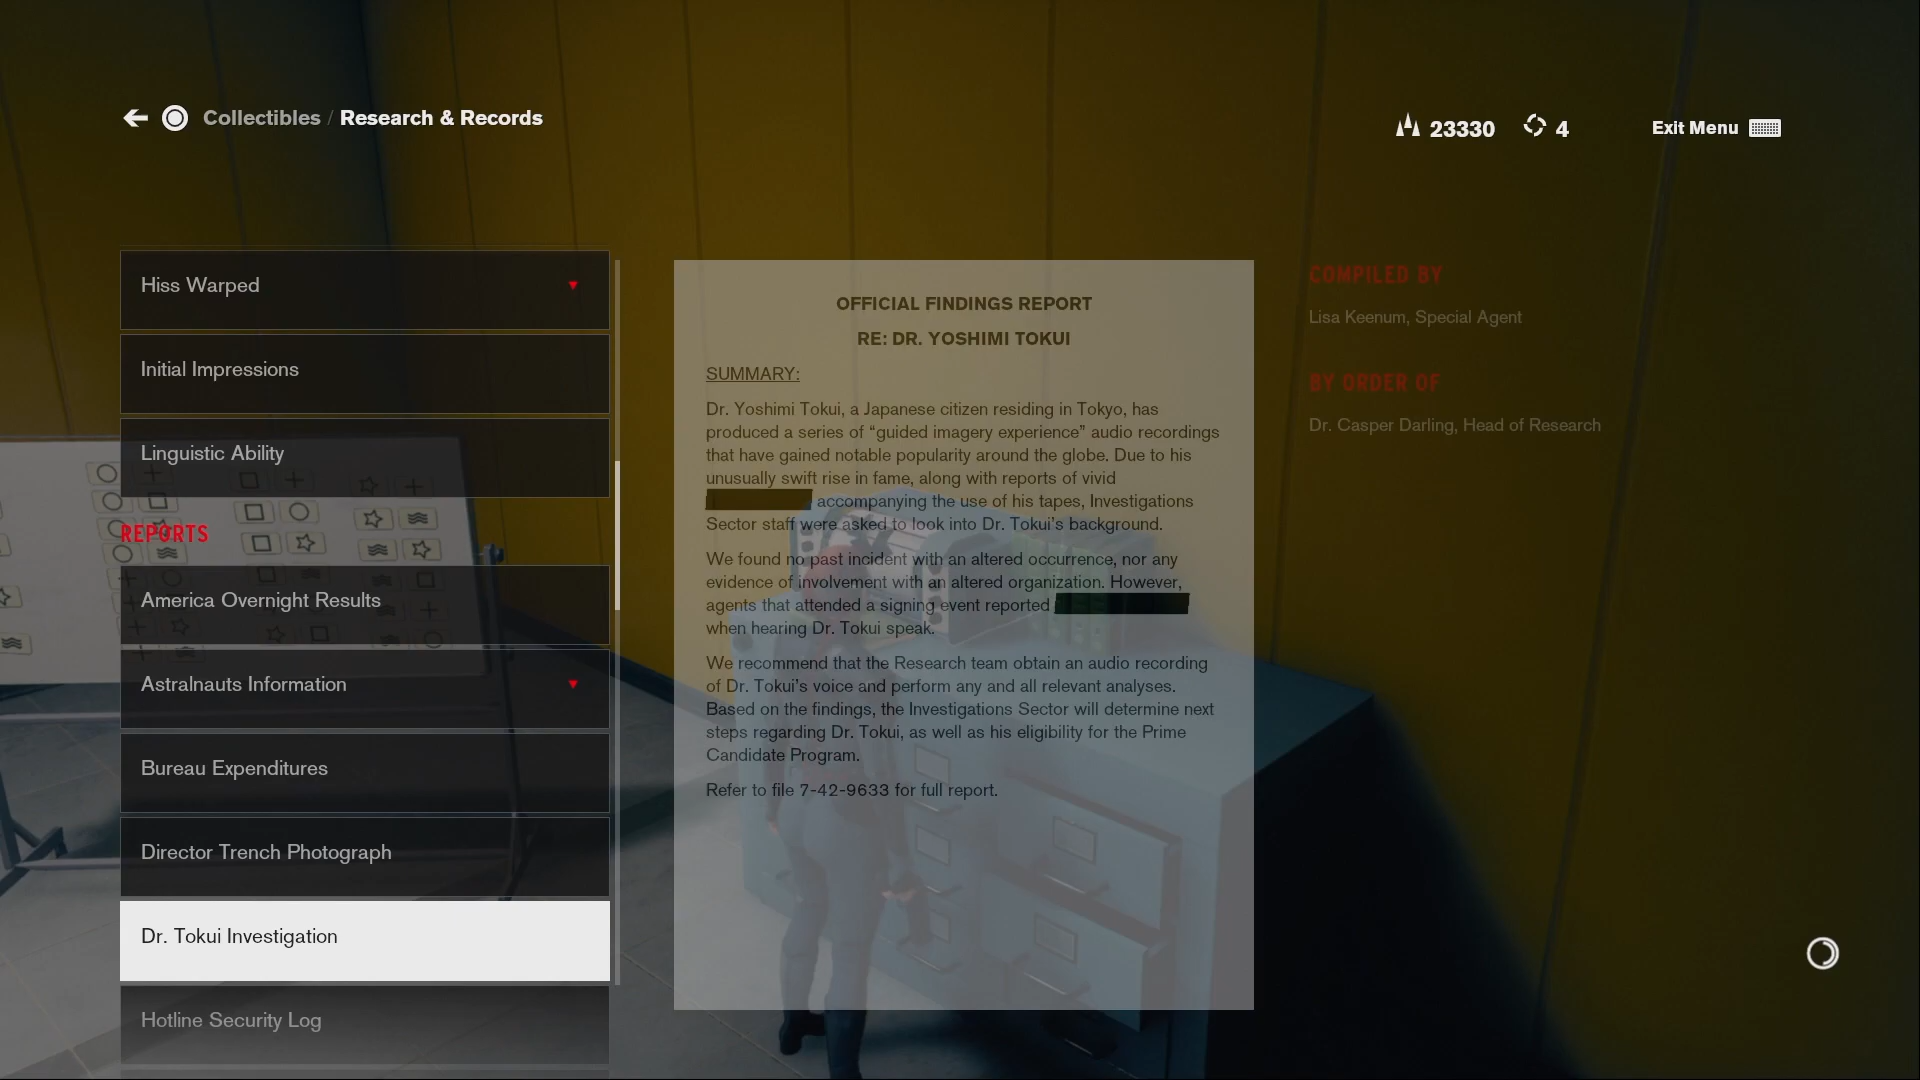 Collectibles / Research & Records
23330
4
Exit Menu
Hiss Warped
Initial Impressions
Linguistic Ability
REPORTS
America Overnight Results
Astralnauts Information
Bureau Expenditures
Director Trench Photograph
Dr. Tokui Investigation
Hotline Security Log
OFFICIAL FINDINGS REPORT
RE: DR. YOSHIMI TOKUI
SUMMARY:
Dr. Yoshimi Tokui, a Japanese citizen residing in Tokyo, has
produced a series of “guided imagery experience” audio recordings
that have gained notable popularity around the globe. Due to his
unusually swift rise in fame, along with reports of vivid
accompanying the use of his tapes, Investigations
Sector staff were asked to look into Dr. Tokui’s background.
We found no past incident with an altered occurrence, nor any
evidence of involvement with an altered organization. However,
agents that attended a signing event reported
when hearing Dr. Tokui speak.
We recommend that the Research team obtain an audio recording
of Dr. Tokui’s voice and perform any and all relevant analyses.
Based on the findings, the Investigations Sector will determine next
steps regarding Dr. Tokui, as well as his eligibility for the Prime
Candidate Program.
Refer to file 7-42-9633 for full report.
COMPILED BY
Lisa Keenum, Special Agent
BY ORDER OF
Dr. Casper Darling, Head of Research